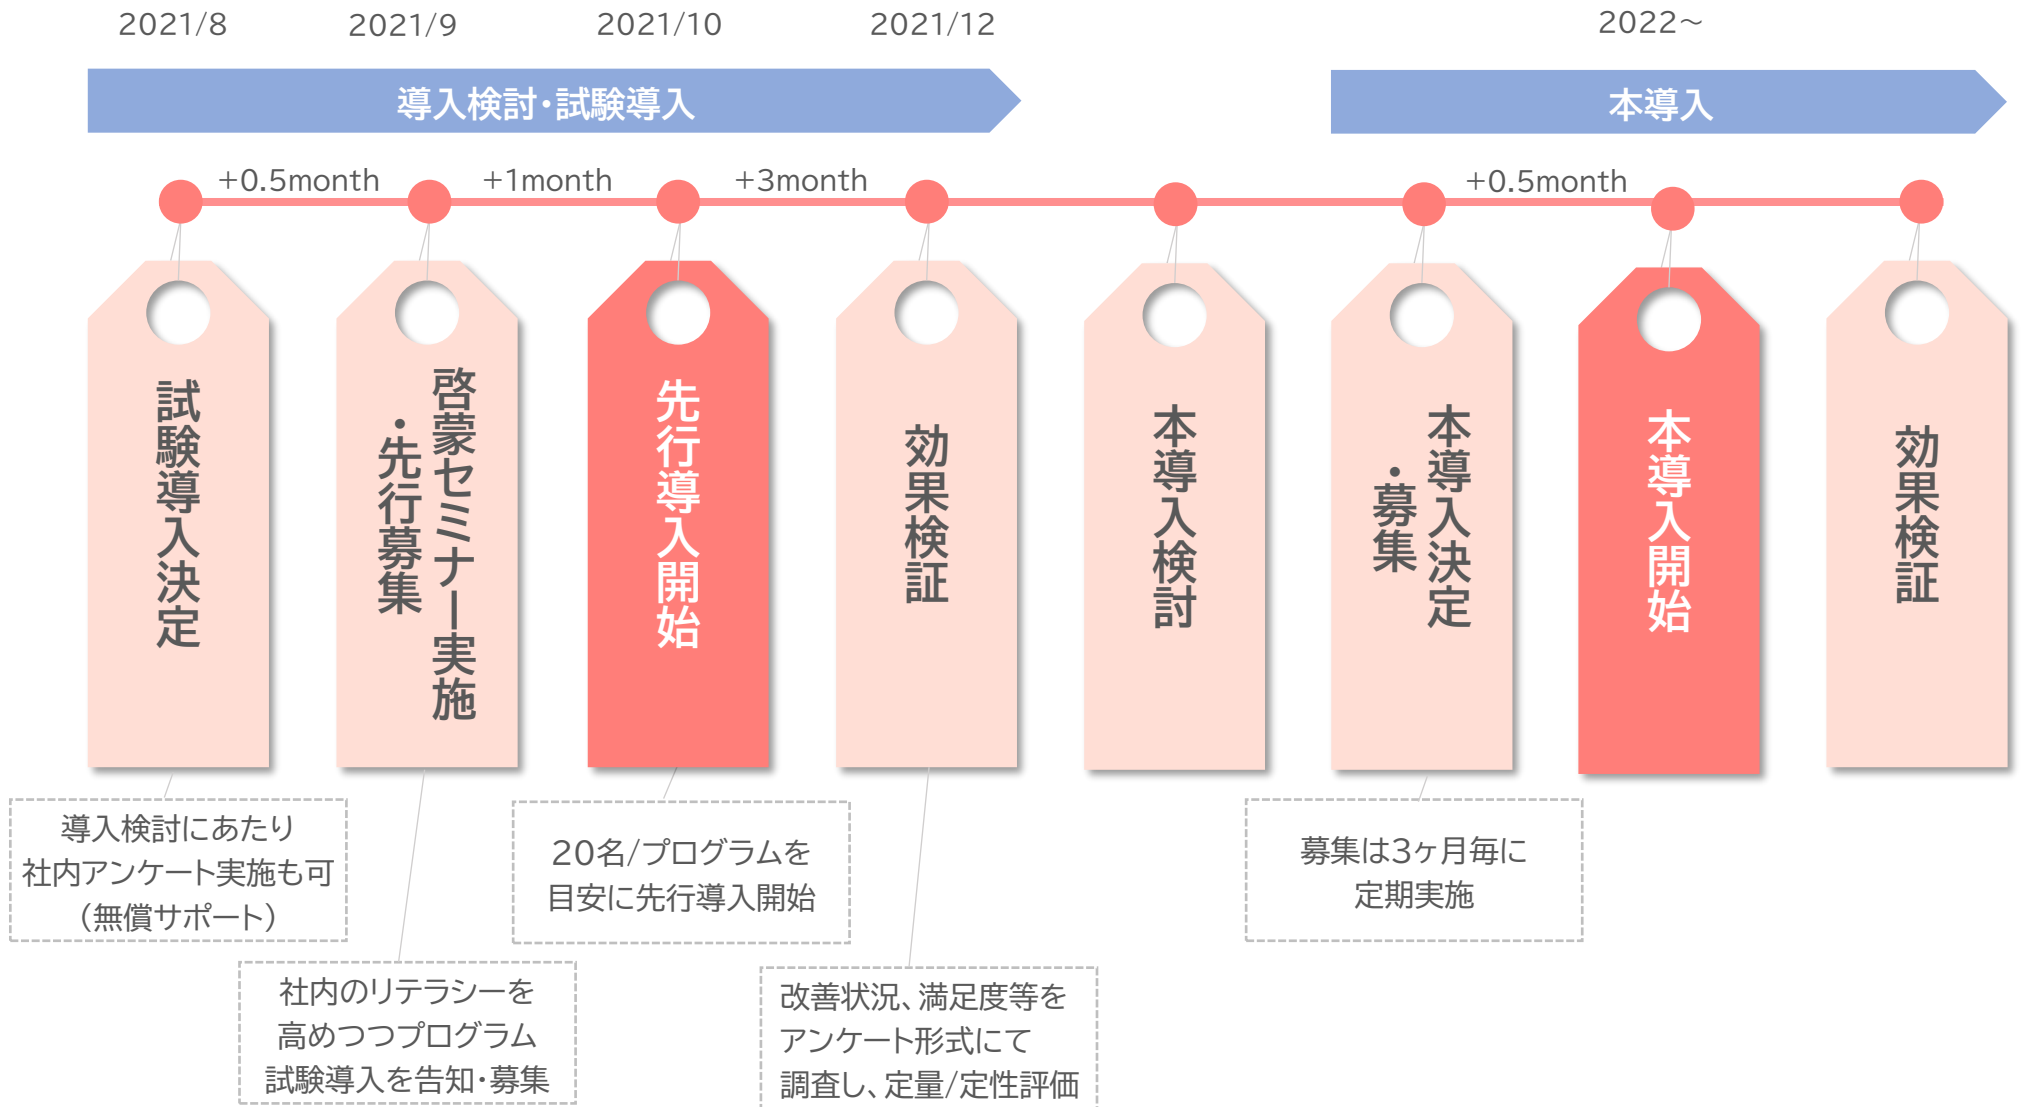 2021/8
2021/9
2021/10
2021/12
2022～
導入検討・試験導入
本導入
+0.5month
+1month
+3month
+0.5month
試験導入決定
啓蒙セミナー実施
・先行募集
先行導入開始
効果検証
本導入検討
本導入決定
・募集
本導入開始
効果検証
導入検討にあたり
社内アンケート実施も可
（無償サポート）
社内のリテラシーを
高めつつプログラム
試験導入を告知・募集
20名/プログラムを
目安に先行導入開始
改善状況、満足度等を
アンケート形式にて
調査し、定量/定性評価
募集は3ヶ月毎に
定期実施